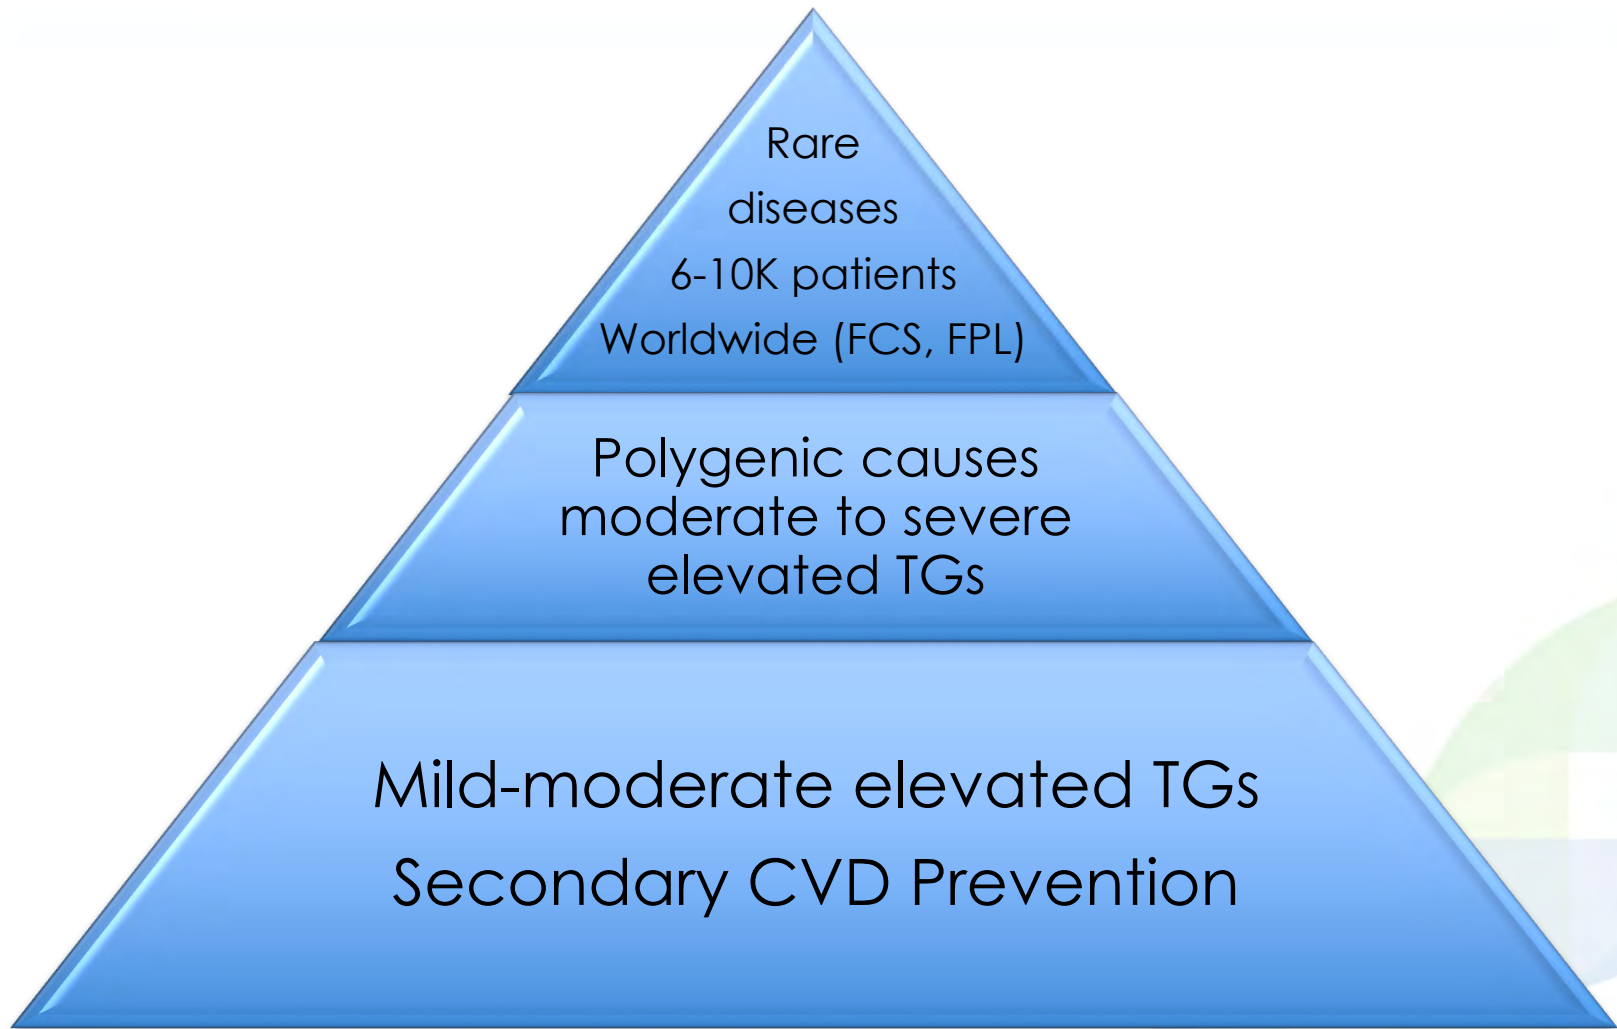 Rare
diseases
6-10K patients
Worldwide (FCS, FPL)
Polygenic causes
moderate to severe
elevated TGs
Mild-moderate elevated TGs
Secondary CVD Prevention